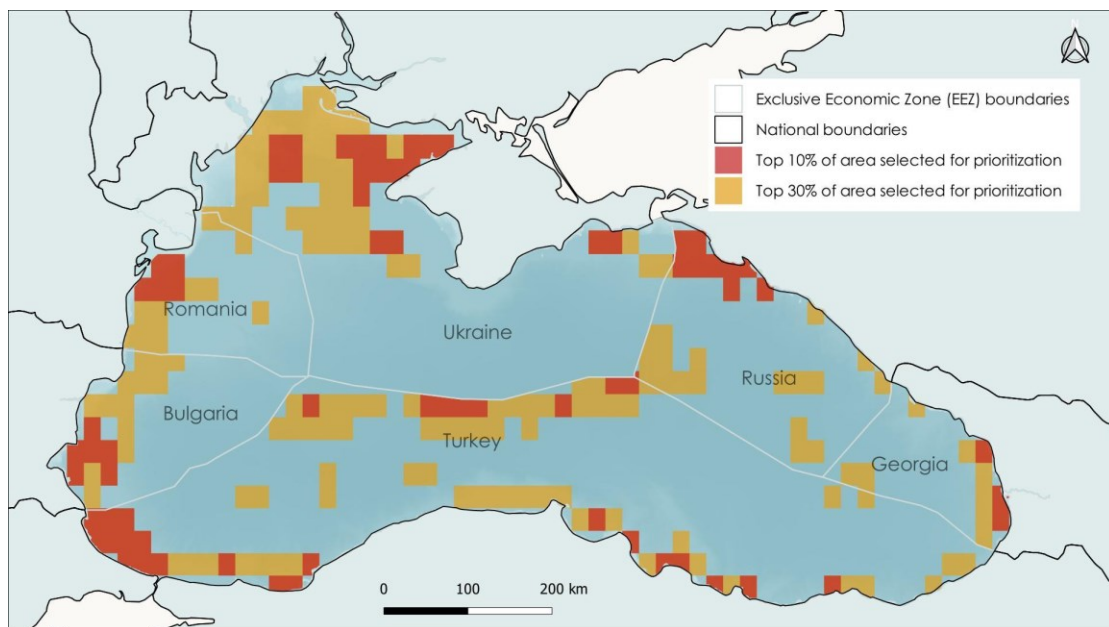 N
Exclusive Economic Zone (EEZ) boundaries
National boundaries
Top 10% of area selected for prioritization
Top 30% of area selected for prioritization
Romania
Ukraine
Russia
Bulgaria
Turkey
Georgia
0 100 200 km